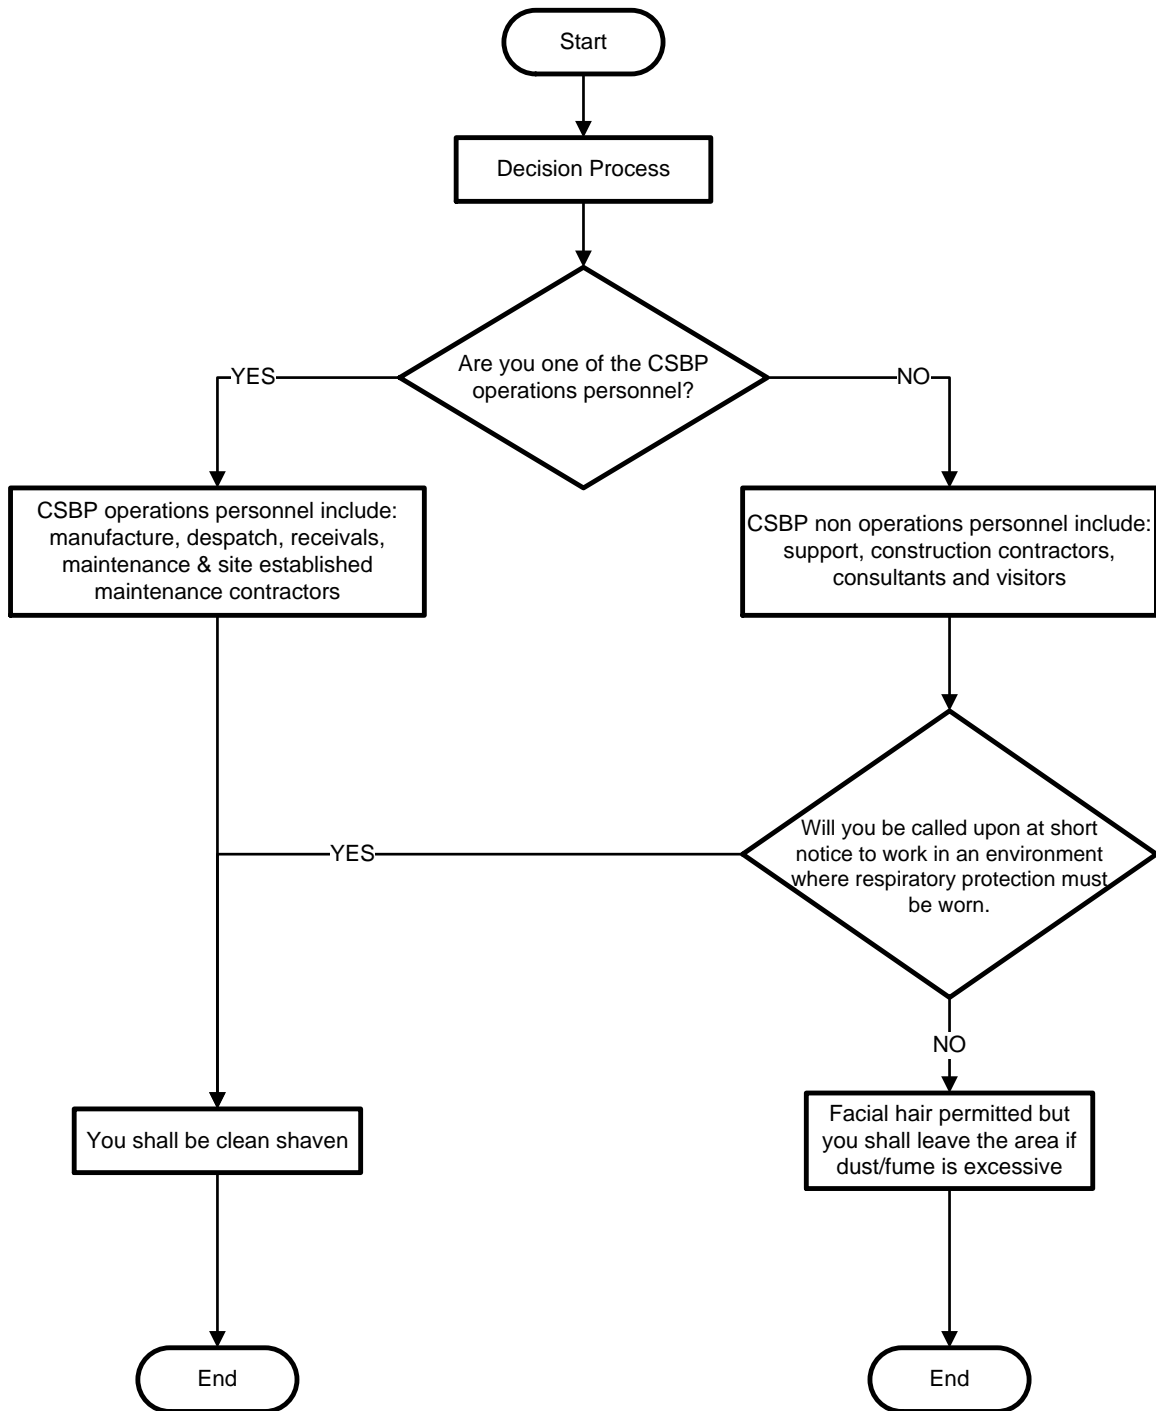 Start
Decision Process
Are you one of the CSBP
operations personnel?
YES
NO
CSBP operations personnel include:
manufacture, despatch, receivals,
maintenance & site established
maintenance contractors
CSBP non operations personnel include:
support, construction contractors,
consultants and visitors
Will you be called upon at short
notice to work in an environment
where respiratory protection must
be worn.
YES
NO
You shall be clean shaven
Facial hair permitted but
you shall leave the area if
dust/fume is excessive
End
End